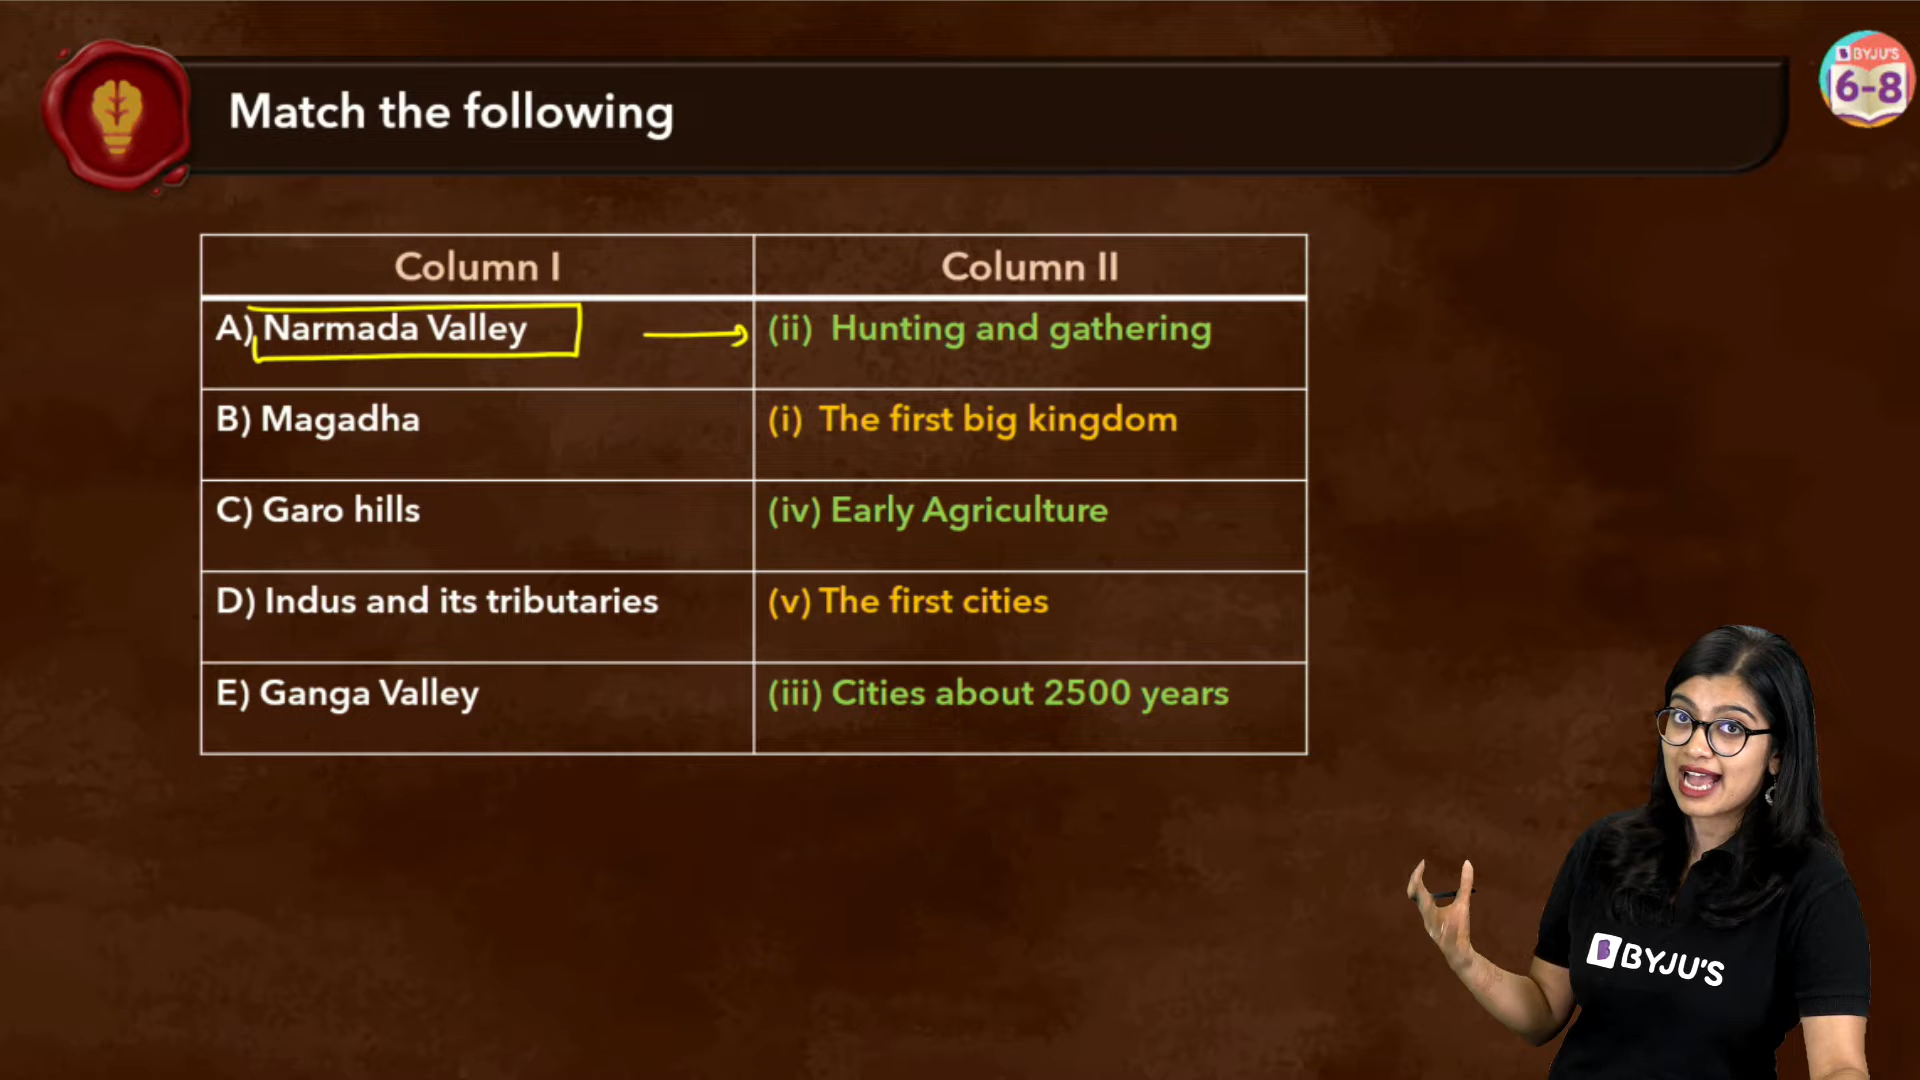 BYJU'S
6-8
Match the following
Column I
Column II
A) Narmada Valley
(ii) Hunting and gathering
B) Magadha
(i) The first big kingdom
C) Garo hills
(iv) Early Agriculture
D) Indus and its tributaries
(v) The first cities
E) Ganga Valley
(iii) Cities about 2500 years
BYJU'S